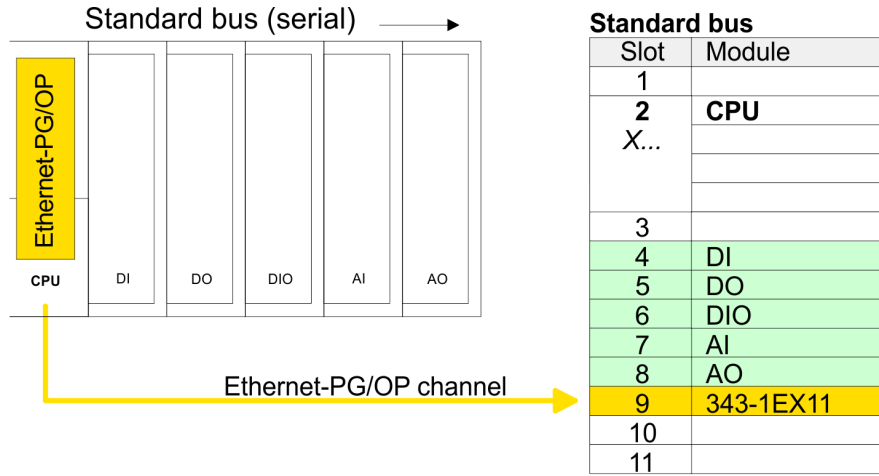 Standard bus (serial)
Ethernet-PG/OP
CPU
DI
DO
DIO
AI
AO
Ethernet-PG/OP channel
Standard bus
Slot Module
1
2 CPU
X...
3
4 DI
5 DO
6 DIO
7 AI
8 AO
9 343-1EX11
10
11